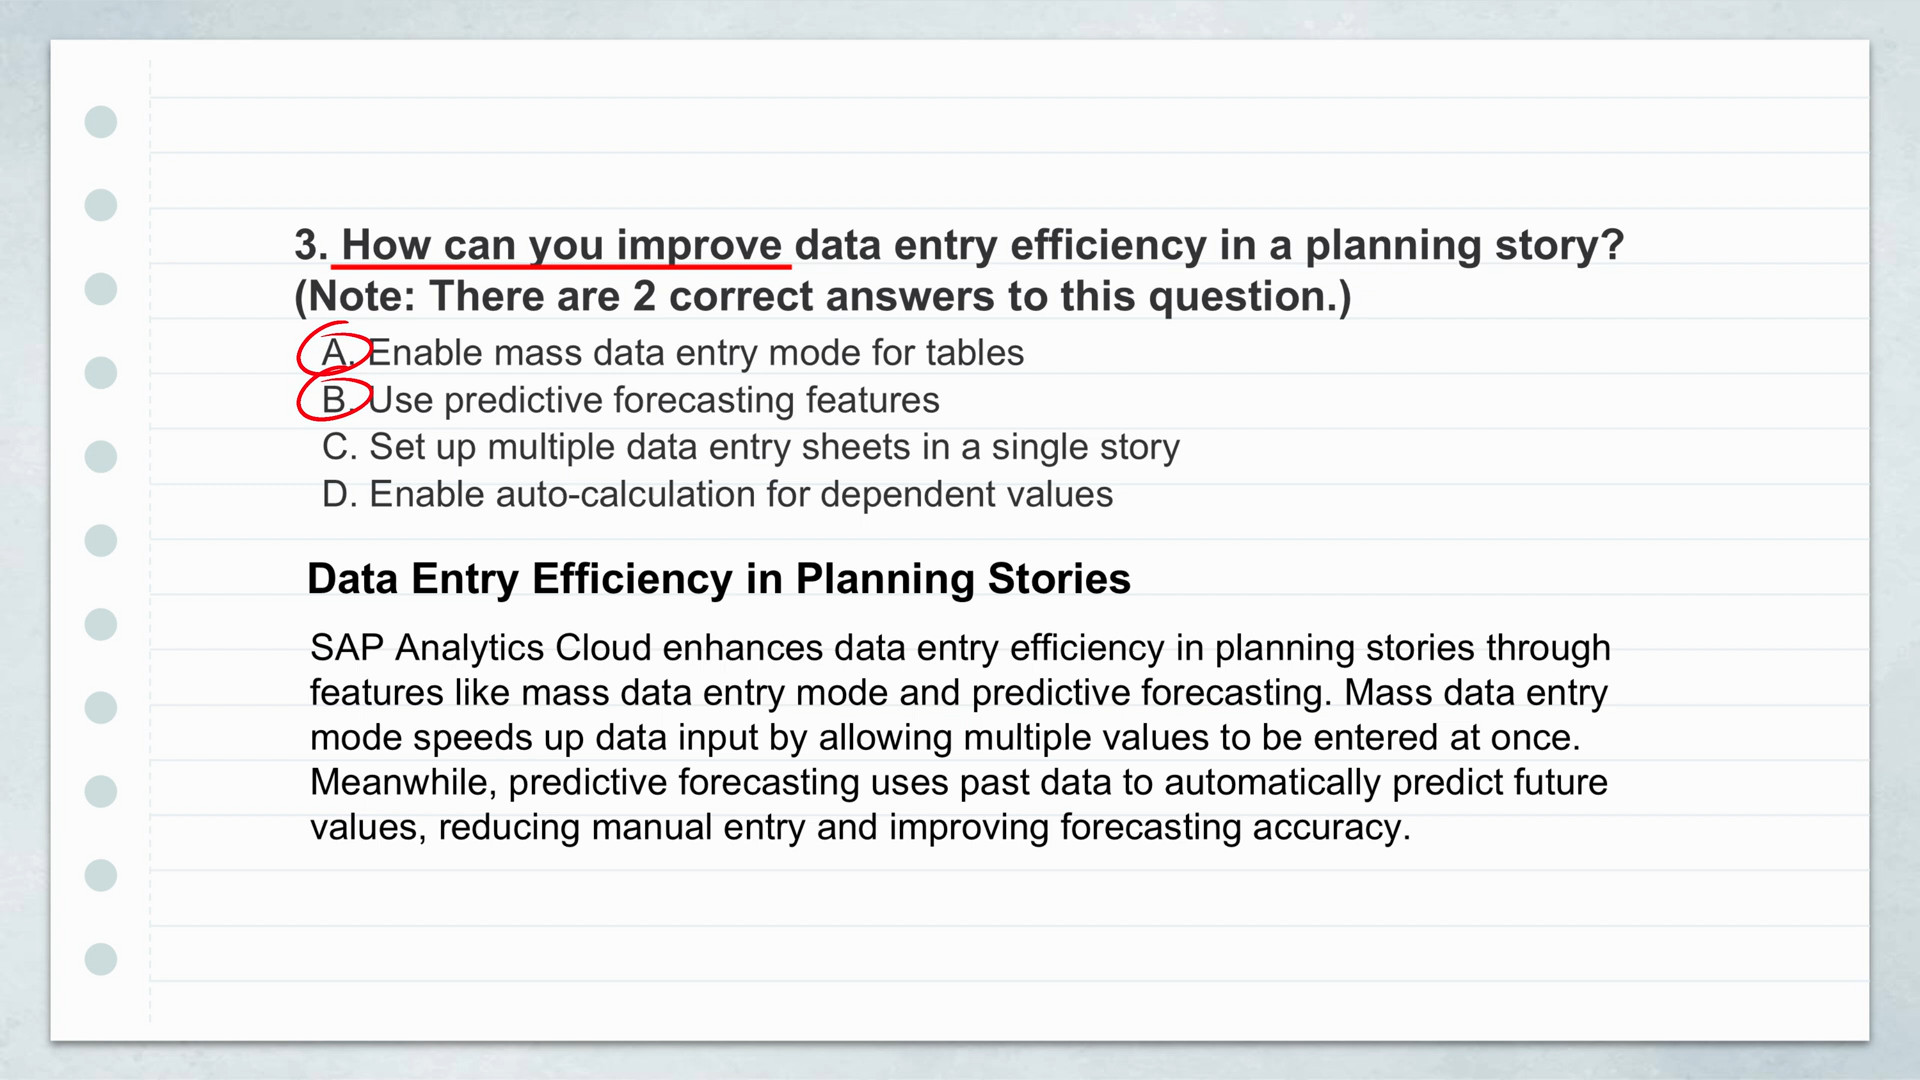 3. How can you improve data entry efficiency in a planning story?
(Note: There are 2 correct answers to this question.)
A. Enable mass data entry mode for tables
B. Use predictive forecasting features
C. Set up multiple data entry sheets in a single story
D. Enable auto-calculation for dependent values
Data Entry Efficiency in Planning Stories
SAP Analytics Cloud enhances data entry efficiency in planning stories through
features like mass data entry mode and predictive forecasting. Mass data entry
mode speeds up data input by allowing multiple values to be entered at once.
Meanwhile, predictive forecasting uses past data to automatically predict future
values, reducing manual entry and improving forecasting accuracy.